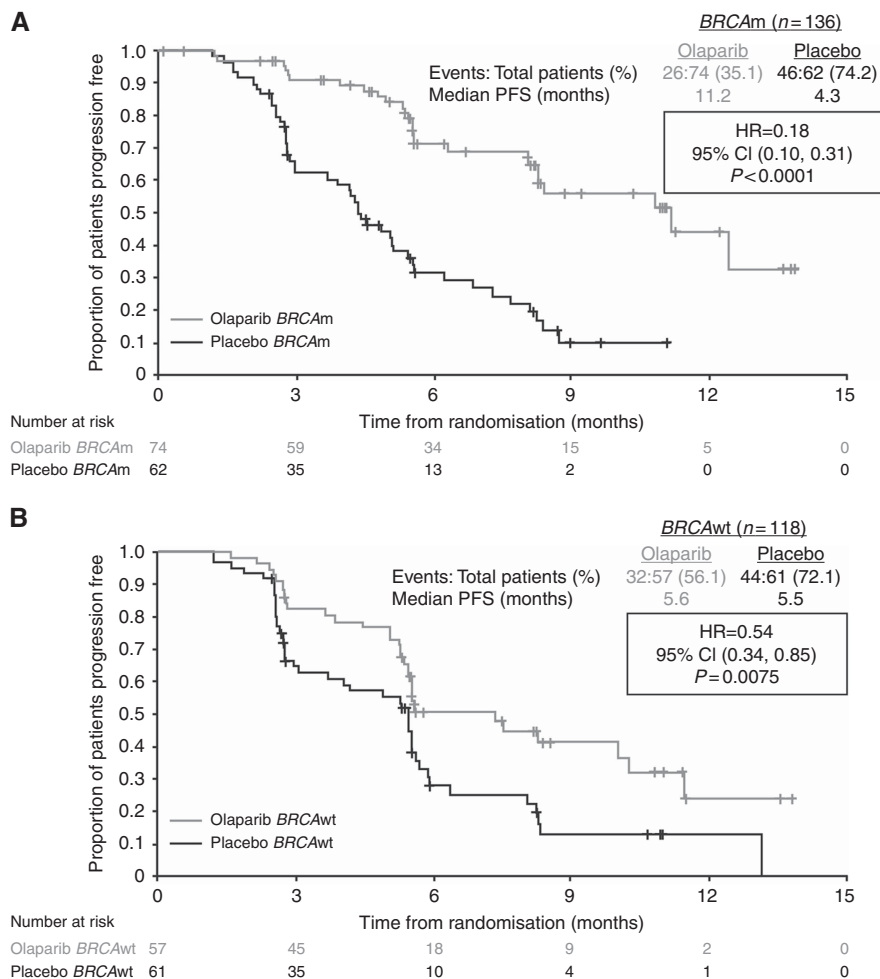 A
BRCAm (n=136)
Olaparib Placebo
Events: Total patients (%) 26:74 (35.1) 46:62 (74.2)
Median PFS (months) 11.2 4.3
HR=0.18
95% CI (0.10, 0.31)
P<0.0001
Proportion of patients progression free
1.0
0.9
0.8
0.7
0.6
0.5
0.4
0.3
0.2
0.1
0
Olaparib BRCAm
Placebo BRCAm
0 3 6 9 12 15
Number at risk Time from randomisation (months)
Olaparib BRCAm 74 59 34 15 5 0
Placebo BRCAm 62 35 13 2 0 0
B
BRCAwt (n=118)
Olaparib Placebo
Events: Total patients (%) 32:57 (56.1) 44:61 (72.1)
Median PFS (months) 5.6 5.5
HR=0.54
95% CI (0.34, 0.85)
P=0.0075
Proportion of patients progression free
1.0
0.9
0.8
0.7
0.6
0.5
0.4
0.3
0.2
0.1
0
Olaparib BRCAwt
Placebo BRCAwt
0 3 6 9 12 15
Number at risk Time from randomisation (months)
Olaparib BRCAwt 57 45 18 9 2 0
Placebo BRCAwt 61 35 10 4 1 0